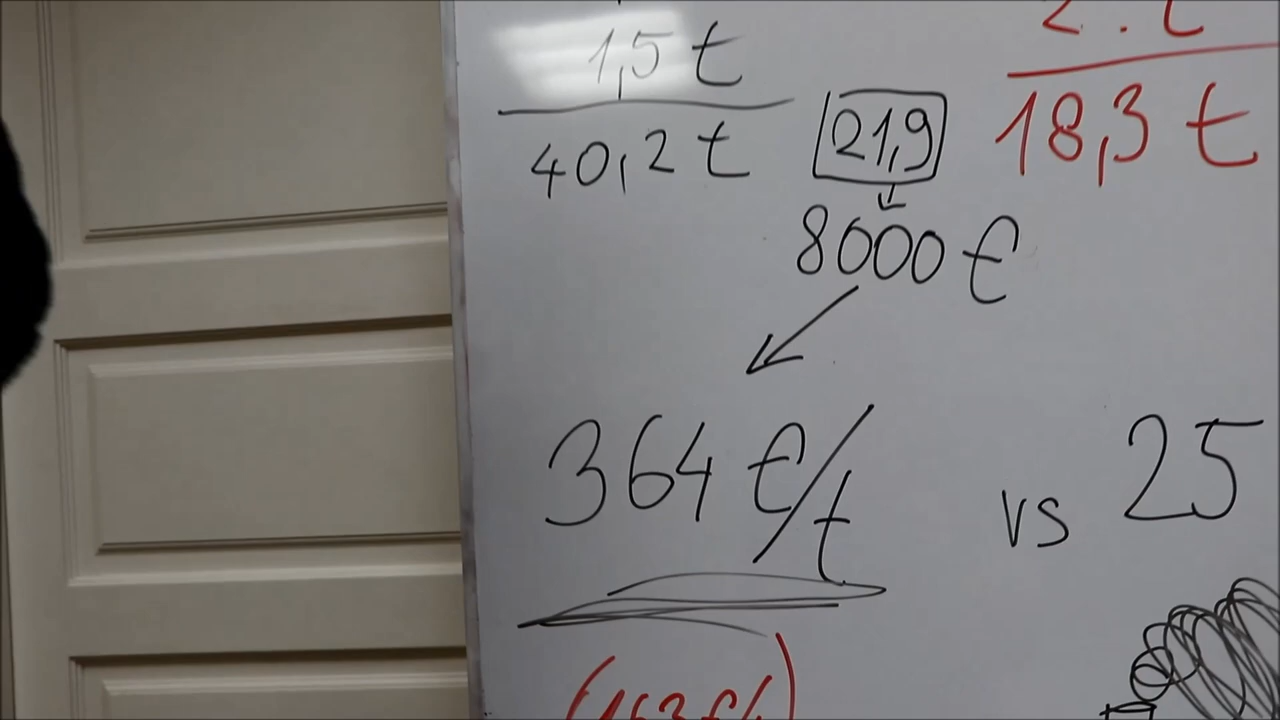 1,5 t
40,2 t 21,9 18,3 t
8000 €
364 €/t vs 25